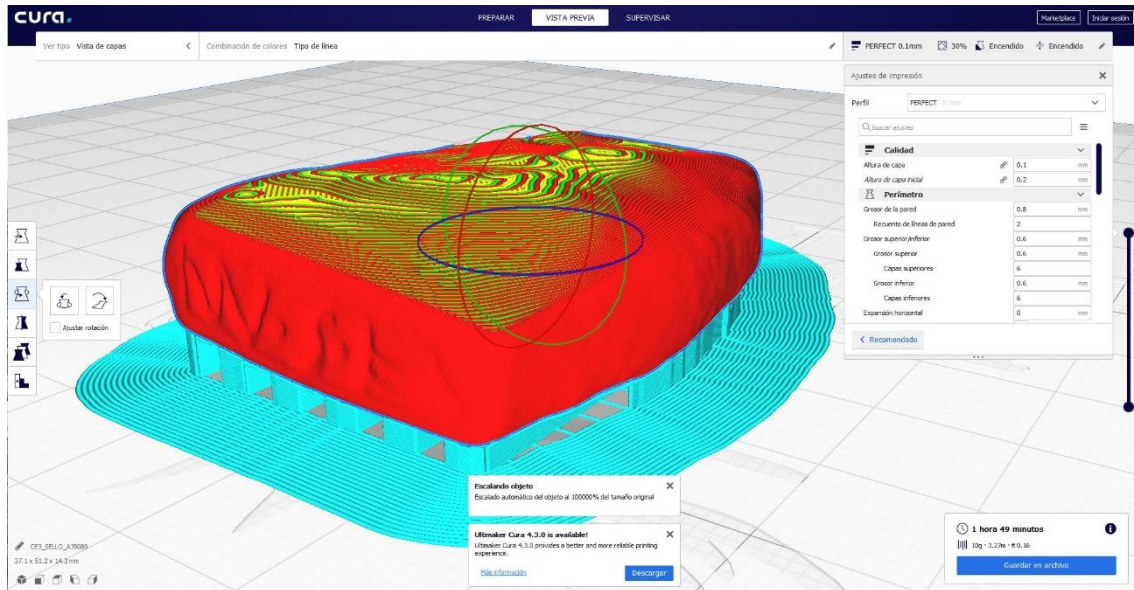 cura.
PREPARAR
VISTA PREVIA
SUPERVISAR
Marketplace
Iniciar sesión
Ver tipo Vista de capas
Combinación de colores Tipo de línea
PERFECT 0.1mm
30%
Encendido
Encendido
Ajustes de impresión
Perfil
PERFECT - 0.1mm
buscar ajustes
Calidad
Altura de capa 0.1 mm
Altura de capa inicial 0.2 mm
Perímetro
Grosor de la pared 0.8 mm
Recuento de líneas de pared 2
Grosor superior/inferior 0.6 mm
Grosor superior 0.6 mm
Capas superiores 6
Grosor inferior 0.6 mm
Capas inferiores 6
Expansión horizontal 0 mm
Recomendado
Ajustar rotación
Escalando objeto
Escalado automático del objeto al 100000% del tamaño original
Ultimaker Cura 4.3.0 is available!
Ultimaker Cura 4.3.0 provides a better and more reliable printing
experience.
Más información
Descargar
CE3_SELLO_A39089
37.1 x 51.2 x 14.2 mm
1 hora 49 minutos
10g · 3.27m · € 0.16
Guardar en archivo